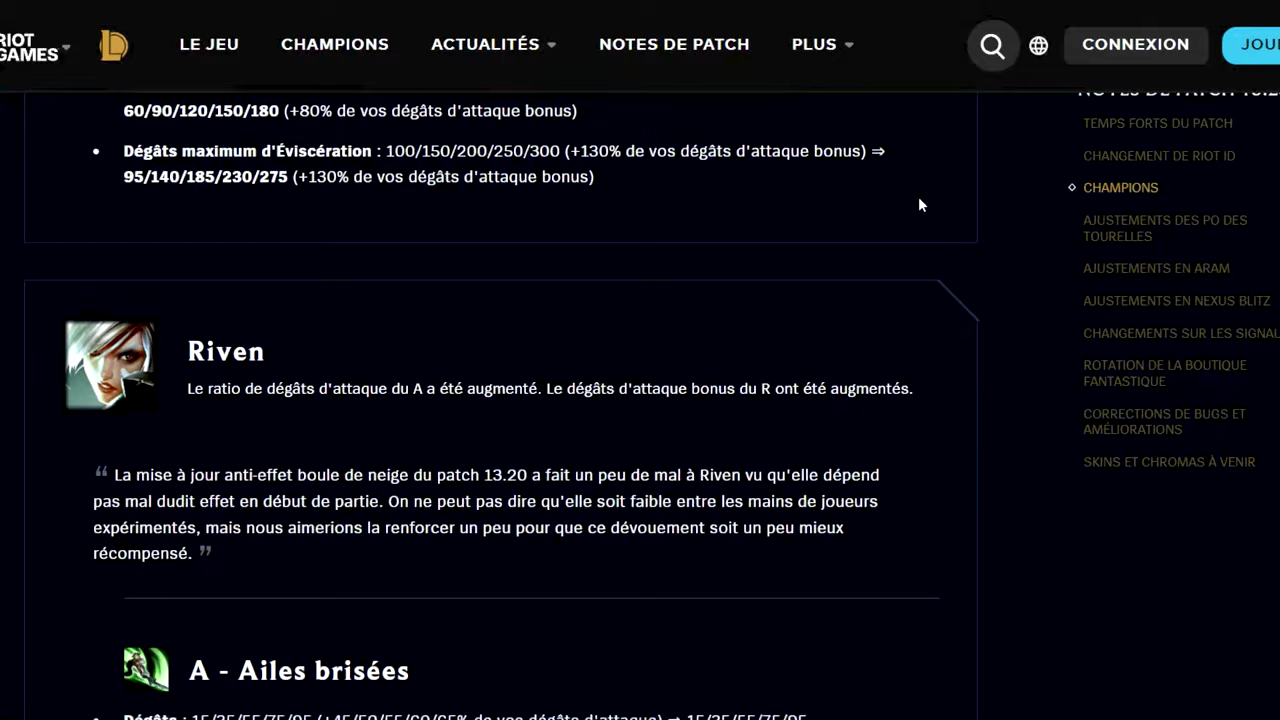 RIOT
GAMES
LE JEU
CHAMPIONS
ACTUALITÉS
NOTES DE PATCH
PLUS
CONNEXION
60/90/120/150/180 (+80% de vos dégâts d'attaque bonus)
• Dégâts maximum d'Éviscération : 100/150/200/250/300 (+130% de vos dégâts d'attaque bonus) ⇒
95/140/185/230/275 (+130% de vos dégâts d'attaque bonus)
Riven
Le ratio de dégâts d'attaque du A a été augmenté. Le dégâts d'attaque bonus du R ont été augmentés.
“ La mise à jour anti-effet boule de neige du patch 13.20 a fait un peu de mal à Riven vu qu'elle dépend
pas mal dudit effet en début de partie. On ne peut pas dire qu'elle soit faible entre les mains de joueurs
expérimentés, mais nous aimerions la renforcer un peu pour que ce dévouement soit un peu mieux
récompensé. ”
A - Ailes brisées
NOTES DE PATCH
TEMPS FORTS DU PATCH
CHANGEMENT DE RIOT ID
CHAMPIONS
AJUSTEMENTS DES PO DES
TOURELLES
AJUSTEMENTS EN ARAM
AJUSTEMENTS EN NEXUS BLITZ
CHANGEMENTS SUR LES
ROTATION DE LA BOUTIQUE
FANTASTIQUE
CORRECTIONS DE BUGS ET
AMÉLIORATIONS
SKINS ET CHROMAS À VENIR